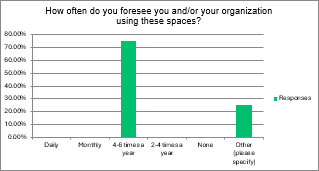 How often do you foresee you and/or your organization
using these spaces?
80.00%
70.00%
60.00%
50.00%
40.00%
30.00%
20.00%
10.00%
0.00%
Daily
Monthly
4-6 times a
year
2-4 times a
year
None
Other
(please
specify)
Responses